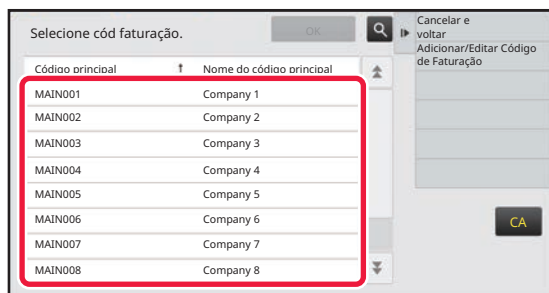 Selecione cód faturação.
OK
Cancelar e
voltar
Adicionar/Editar Código
de Faturação
Código principal ↑ Nome do código principal
MAIN001 Company 1
MAIN002 Company 2
MAIN003 Company 3
MAIN004 Company 4
MAIN005 Company 5
MAIN006 Company 6
MAIN007 Company 7
MAIN008 Company 8
CA